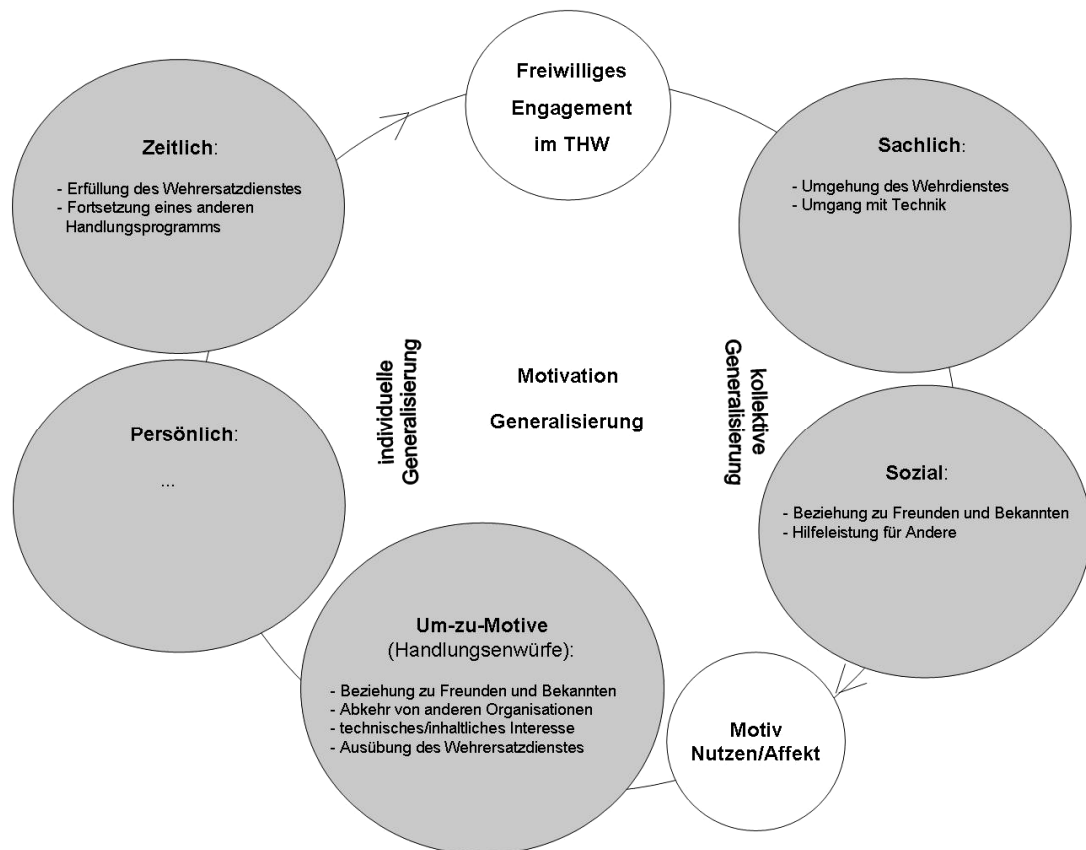 Freiwilliges
Engagement
im THW
Sachlich:
- Umgehung des Wehrdienstes
- Umgang mit Technik
Sozial:
- Beziehung zu Freunden und Bekannten
- Hilfeleistung für Andere
Motiv
Nutzen/Affekt
Um-zu-Motive
(Handlungsenwürfe):
- Beziehung zu Freunden und Bekannten
- Abkehr von anderen Organisationen
- technisches/inhaltliches Interesse
- Ausübung des Wehrersatzdienstes
Persönlich:
...
Zeitlich:
- Erfüllung des Wehrersatzdienstes
- Fortsetzung eines anderen
Handlungsprogramms
individuelle
Generalisierung
Motivation
Generalisierung
kollektive
Generalisierung